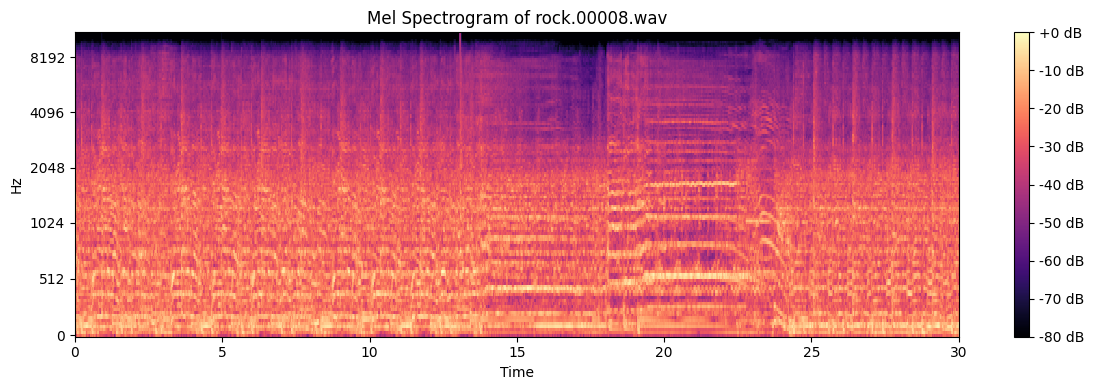 Mel Spectrogram of rock.00008.wav
Hz
8192
4096
2048
1024
512
0
0 5 10 15 20 25 30
Time
+0 dB
-10 dB
-20 dB
-30 dB
-40 dB
-50 dB
-60 dB
-70 dB
-80 dB